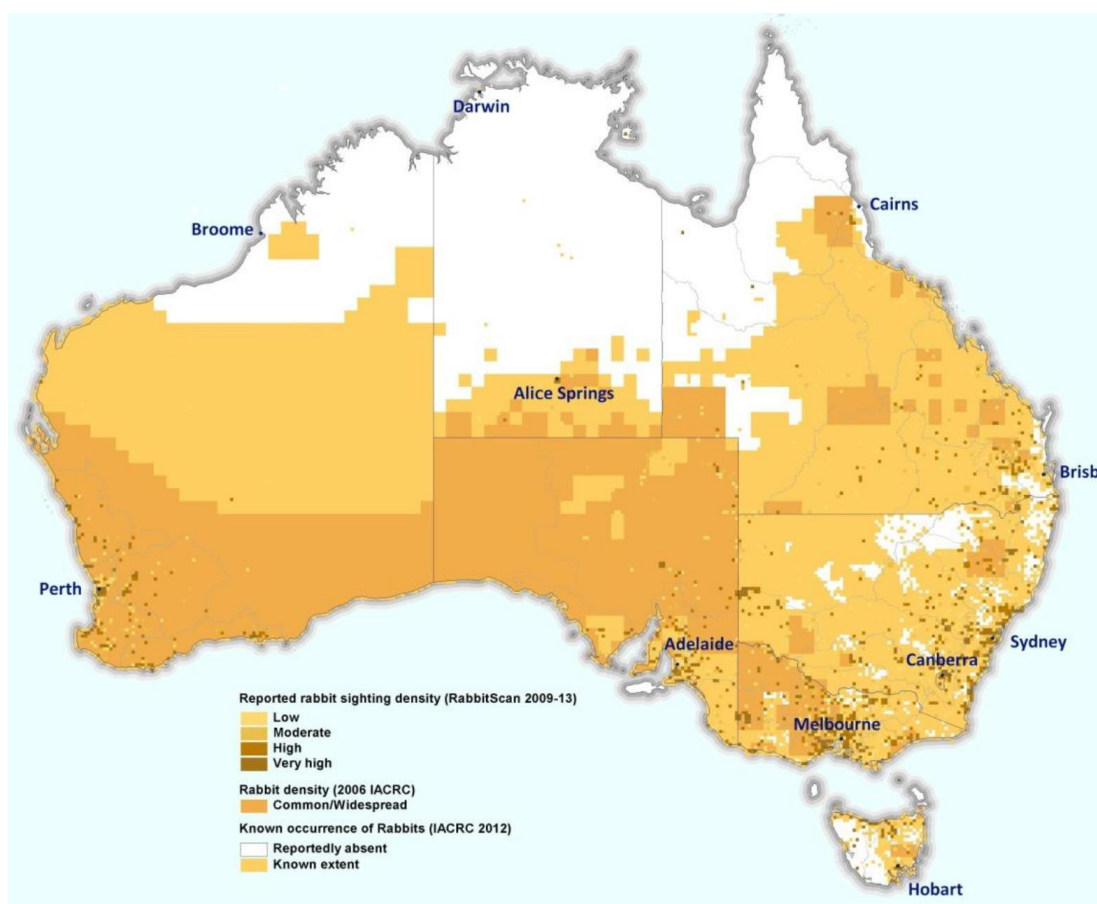 Darwin
Cairns
Broome
Alice Springs
Brisb
Perth
Adelaide
Sydney
Canberra
Melbourne
Reported rabbit sighting density (RabbitScan 2009-13)
Low
Moderate
High
Very high
Rabbit density (2006 IACRC)
Common/Widespread
Known occurrence of Rabbits (IACRC 2012)
Reportedly absent
Known extent
Hobart